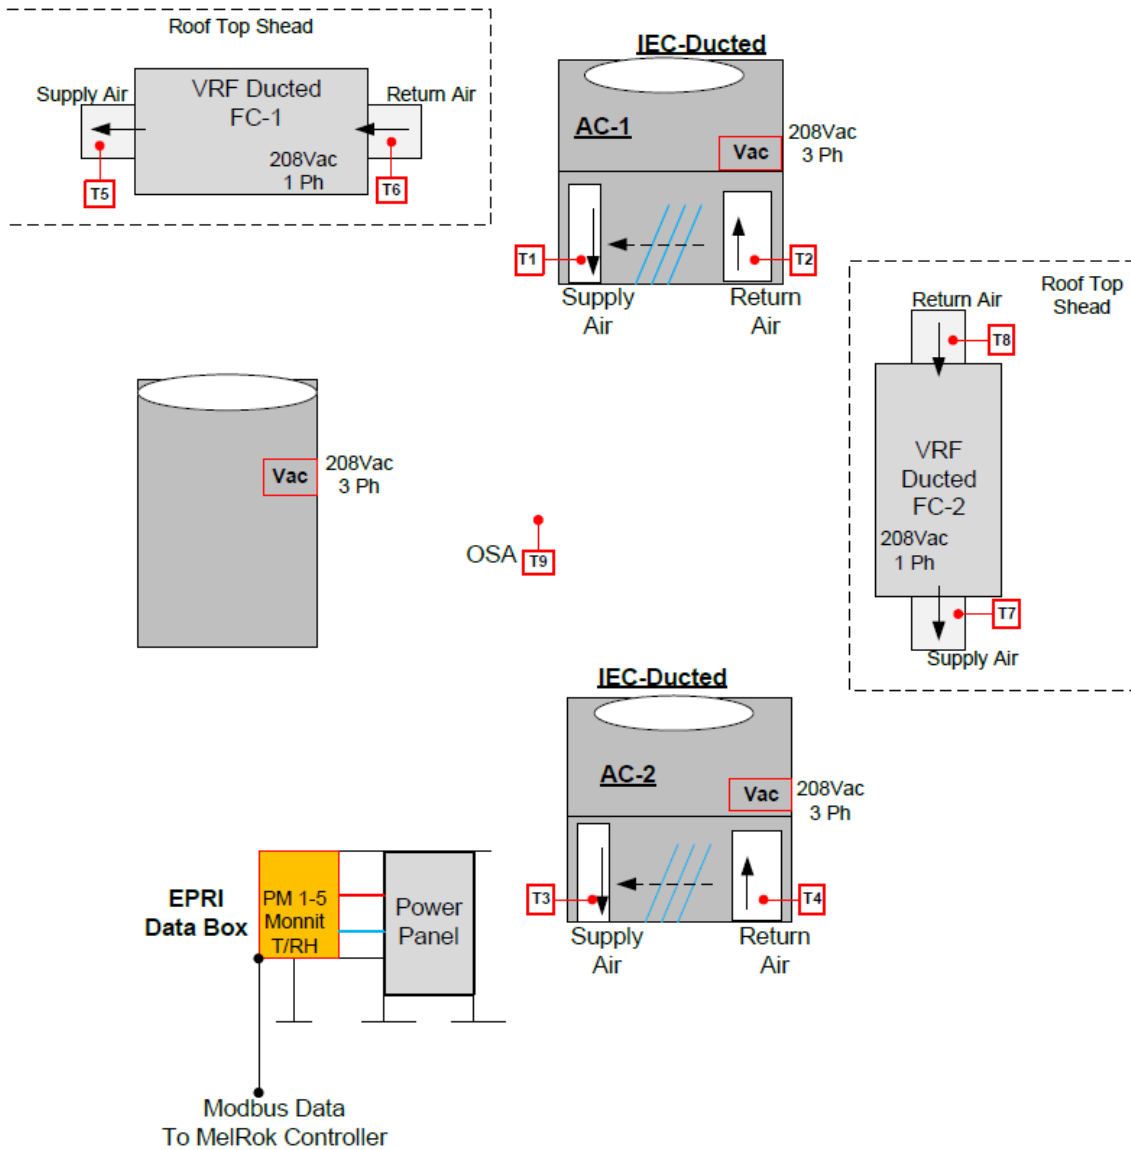 Roof Top Shead
Supply Air
VRF Ducted
FC-1
Return Air
208Vac
1 Ph
T5
T6
IEC-Ducted
AC-1
Vac
208Vac
3 Ph
T1
T2
Supply
Air
Return
Air
Roof Top
Shead
Return Air
T8
VRF
Ducted
FC-2
208Vac
1 Ph
T7
Supply Air
Vac
208Vac
3 Ph
OSA
T9
IEC-Ducted
AC-2
Vac
208Vac
3 Ph
T3
T4
Supply
Air
Return
Air
EPRI
Data Box
PM 1-5
Monnit
T/RH
Power
Panel
Modbus Data
To MelRok Controller